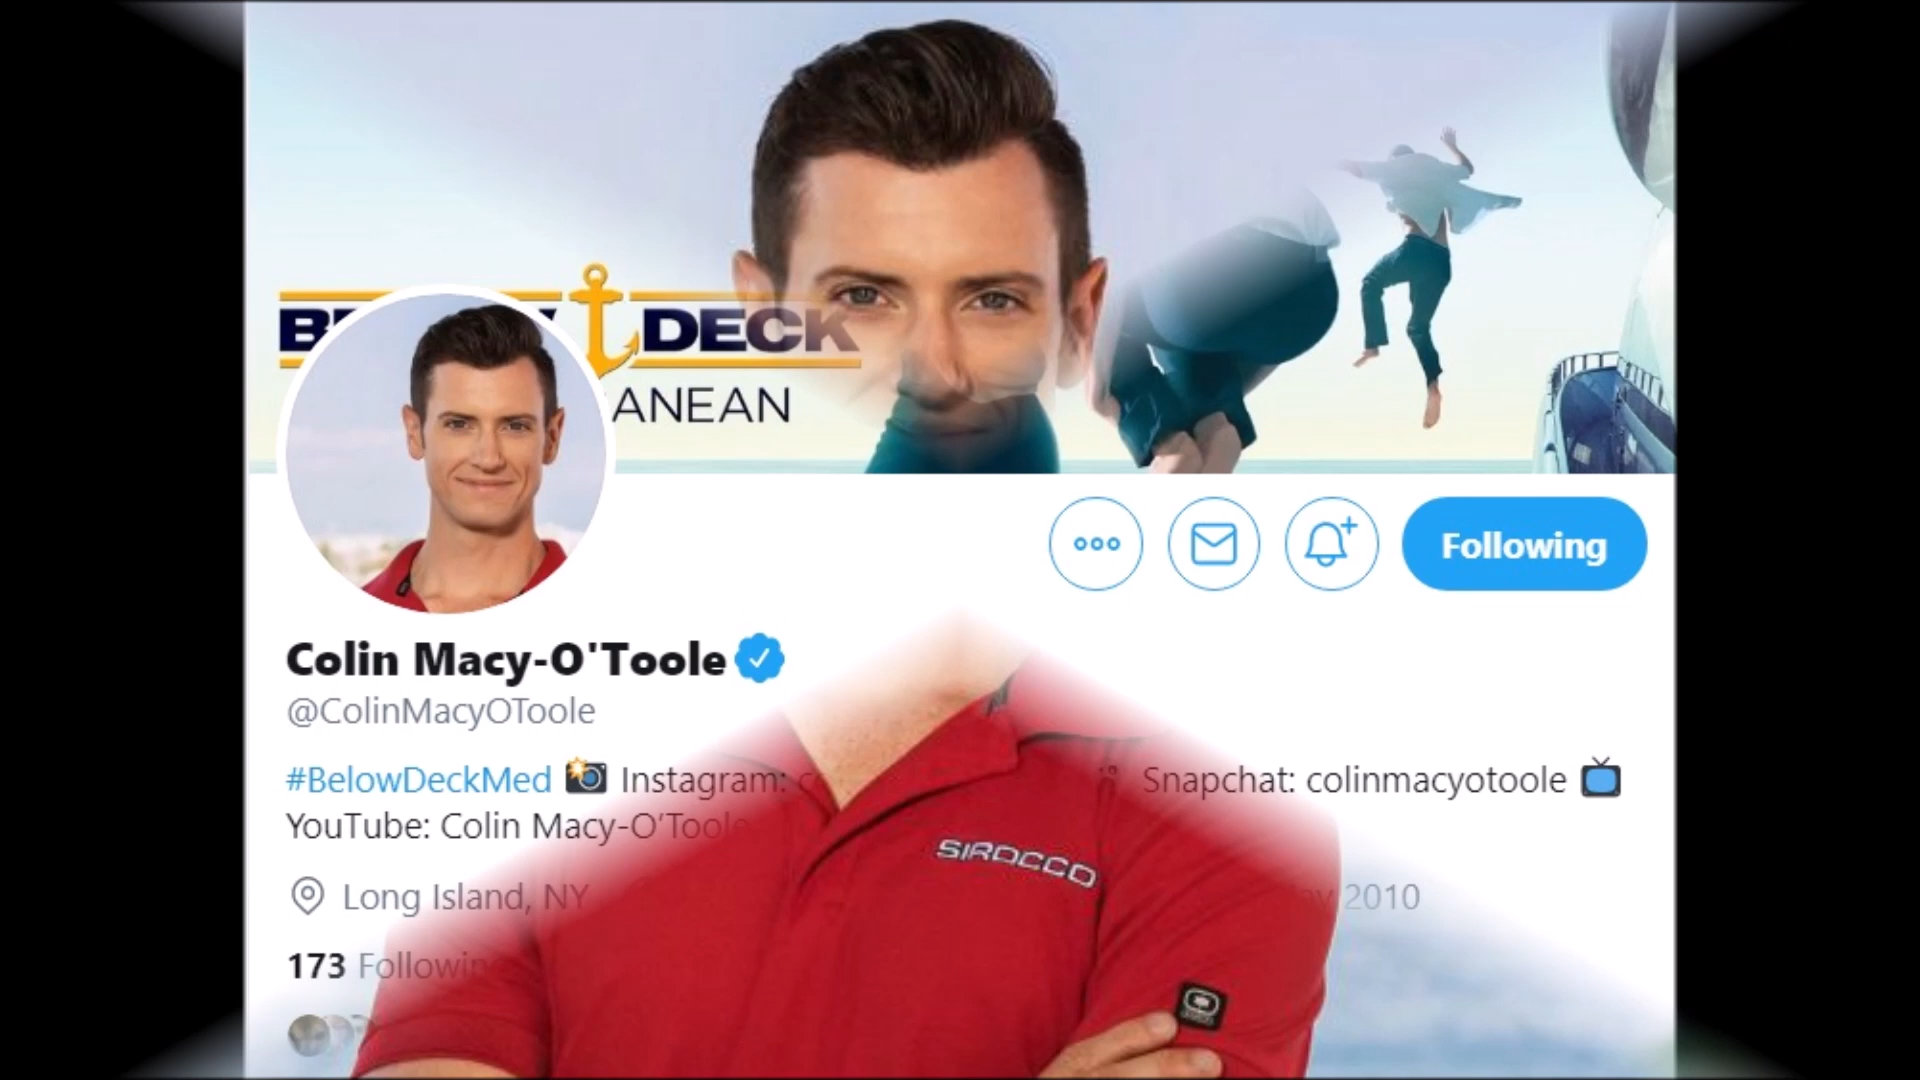 DECK
ANEAN
Following
Colin Macy-O'Toole
@ColinMacyOToole
#BelowDeckMed Instagram: Snapchat: colinmacyotoole
YouTube: Colin Macy-O'Toole
SIROCCO
Long Island, NY 2010
173 Following